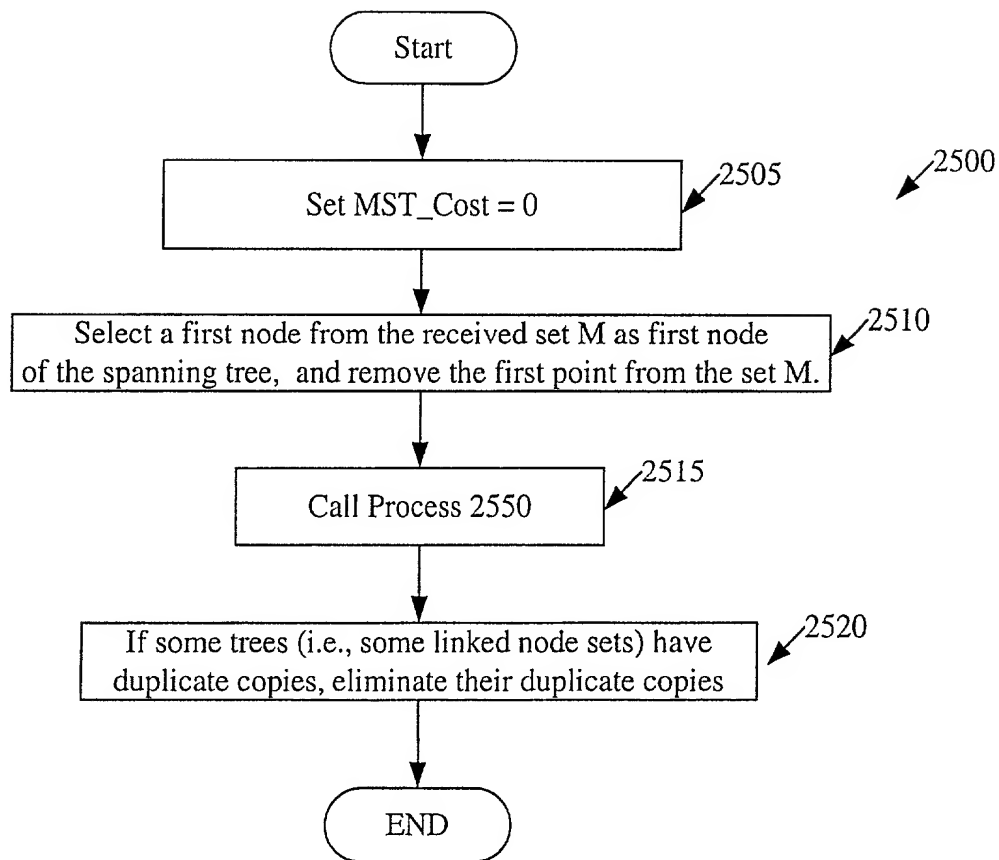 Start
2500
2505
Set MST_Cost = 0
2510
Select a first node from the received set M as first node
of the spanning tree, and remove the first point from the set M.
2515
Call Process 2550
2520
If some trees (i.e., some linked node sets) have
duplicate copies, eliminate their duplicate copies
END